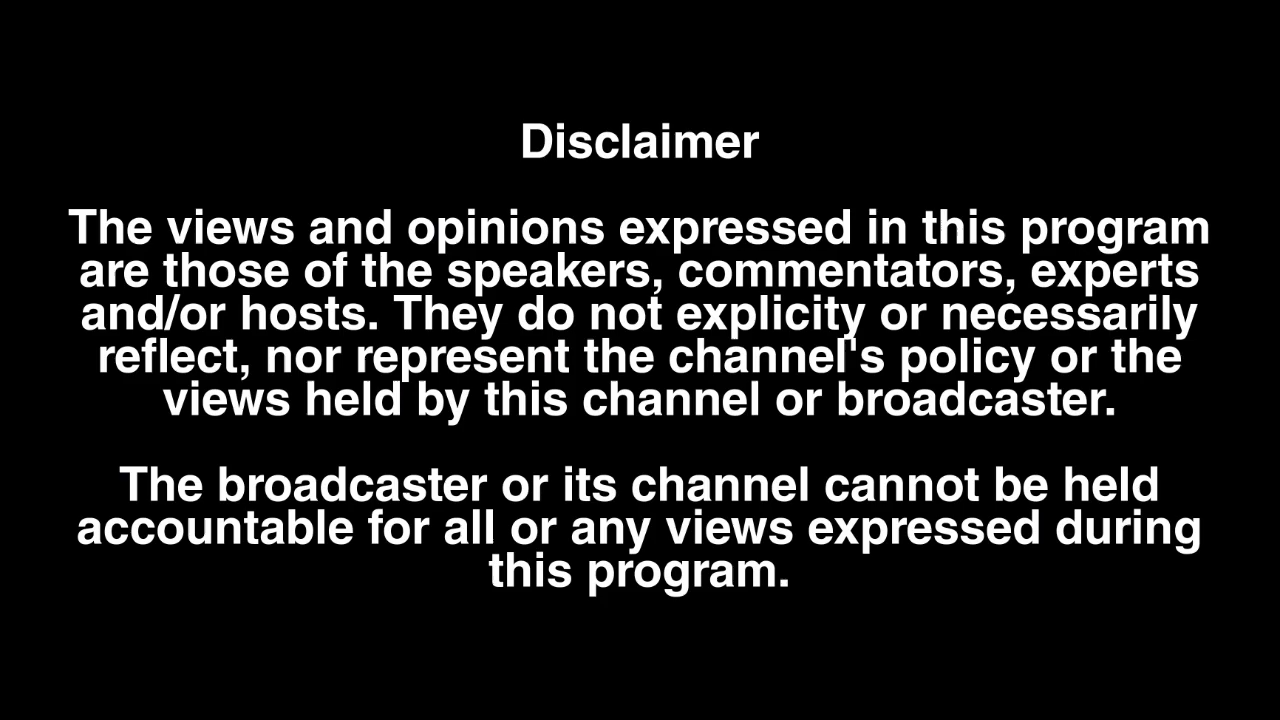 Disclaimer
The views and opinions expressed in this program
are those of the speakers, commentators, experts
and/or hosts. They do not explicity or necessarily
reflect, nor represent the channel's policy or the
views held by this channel or broadcaster.
The broadcaster or its channel cannot be held
accountable for all or any views expressed during
this program.